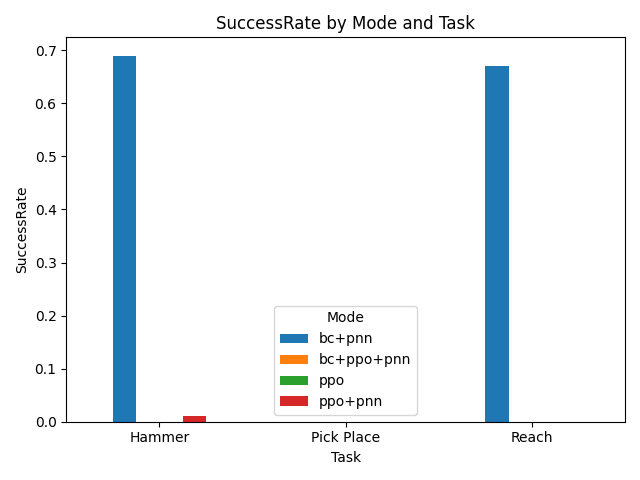 SuccessRate by Mode and Task
SuccessRate
0.7
0.6
0.5
0.4
0.3
0.2
0.1
0.0
Mode
bc+pnn
bc+ppo+pnn
ppo
ppo+pnn
Hammer
Pick Place
Reach
Task